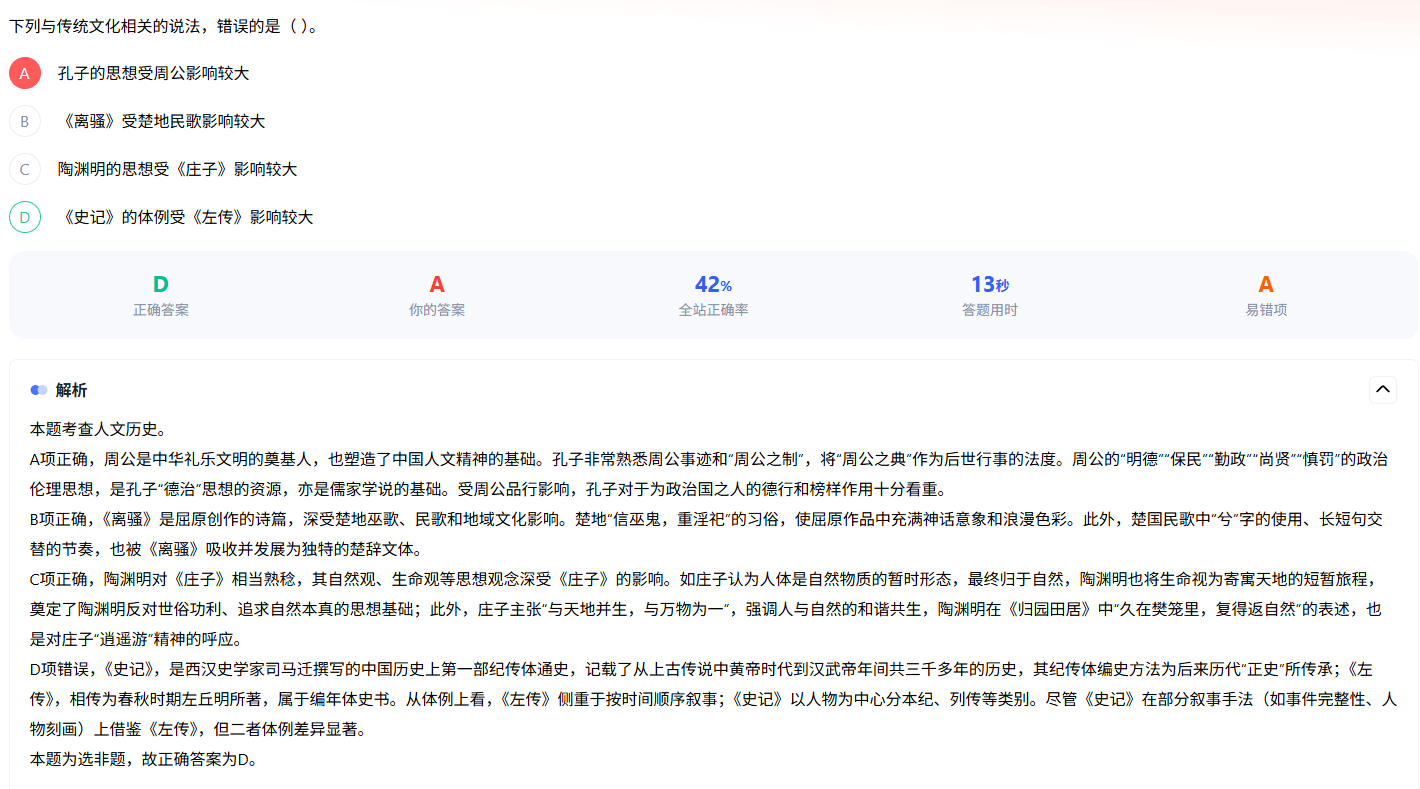 下列与传统文化相关的说法，错误的是（ ）。
A 孔子的思想受周公影响较大
B 《离骚》受楚地民歌影响较大
C 陶渊明的思想受《庄子》影响较大
D 《史记》的体例受《左传》影响较大
D A 42% 13秒 A
正确答案 你的答案 全站正确率 答题用时 易错项
解析
本题考查人文历史。
A项正确，周公是中华礼乐文明的奠基人，也塑造了中国人文精神的基础。孔子非常熟悉周公事迹和“周公之制”，将“周公之典”作为后世行事的法度。周公的“明德”“保民”“勤政”“尚贤”“慎罚”的政治
伦理思想，是孔子“德治”思想的资源，亦是儒家学说的基础。受周公品行影响，孔子对于为政治国之人的德行和榜样作用十分看重。
B项正确，《离骚》是屈原创作的诗篇，深受楚地巫歌、民歌和地域文化影响。楚地“信巫鬼，重淫祀”的习俗，使屈原作品中充满神话意象和浪漫色彩。此外，楚国民歌中“兮”字的使用、长短句交
替的节奏，也被《离骚》吸收并发展为独特的楚辞文体。
C项正确，陶渊明对《庄子》相当熟稔，其自然观、生命观等思想观念深受《庄子》的影响。如庄子认为人体是自然物质的暂时形态，最终归于自然，陶渊明也将生命视为寄寓天地的短暂旅程，
奠定了陶渊明反对世俗功利、追求自然本真的思想基础；此外，庄子主张“与天地并生，与万物为一”，强调人与自然的和谐共生，陶渊明在《归园田居》中“久在樊笼里，复得返自然”的表述，也
是对庄子“逍遥游”精神的呼应。
D项错误，《史记》，是西汉史学家司马迁撰写的中国历史上第一部纪传体通史，记载了从上古传说中黄帝时代到汉武帝年间共三千多年的历史，其纪传体编史方法为后来历代“正史”所传承；《左
传》，相传为春秋时期左丘明所著，属于编年体史书。从体例上看，《左传》侧重于按时间顺序叙事；《史记》以人物为中心分本纪、列传等类别。尽管《史记》在部分叙事手法（如事件完整性、人
物刻画）上借鉴《左传》，但二者体例差异显著。
本题为选非题，故正确答案为D。